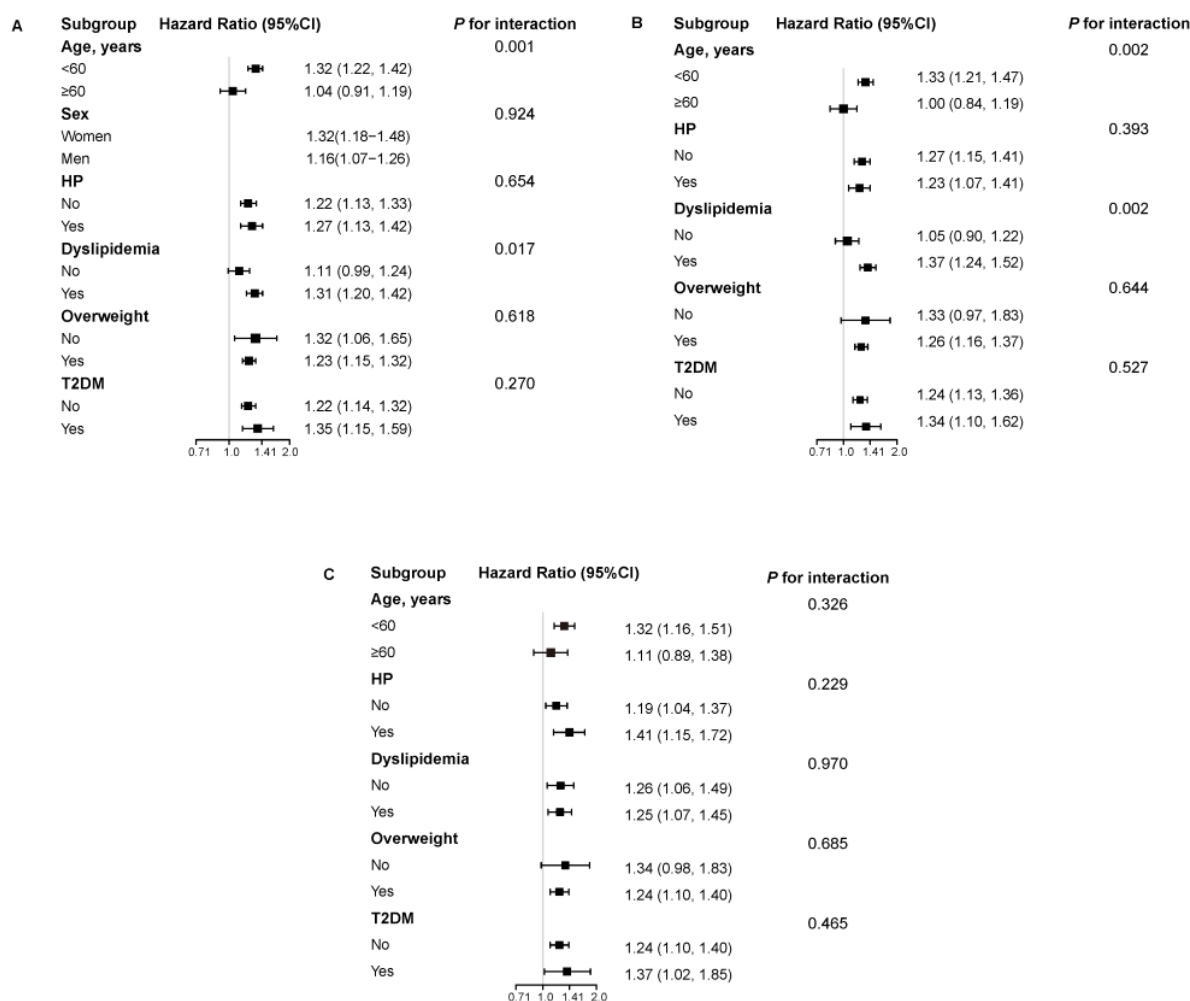 A Subgroup Hazard Ratio (95%CI) P for interaction
Age, years 0.001
<60 1.32 (1.22, 1.42)
≥60 1.04 (0.91, 1.19)
Sex 0.924
Women 1.32(1.18−1.48)
Men 1.16(1.07−1.26)
HP 0.654
No 1.22 (1.13, 1.33)
Yes 1.27 (1.13, 1.42)
Dyslipidemia 0.017
No 1.11 (0.99, 1.24)
Yes 1.31 (1.20, 1.42)
Overweight 0.618
No 1.32 (1.06, 1.65)
Yes 1.23 (1.15, 1.32)
T2DM 0.270
No 1.22 (1.14, 1.32)
Yes 1.35 (1.15, 1.59)
0.71 1.0 1.41 2.0
B Subgroup Hazard Ratio (95%CI) P for interaction
Age, years 0.002
<60 1.33 (1.21, 1.47)
≥60 1.00 (0.84, 1.19)
HP 0.393
No 1.27 (1.15, 1.41)
Yes 1.23 (1.07, 1.41)
Dyslipidemia 0.002
No 1.05 (0.90, 1.22)
Yes 1.37 (1.24, 1.52)
Overweight 0.644
No 1.33 (0.97, 1.83)
Yes 1.26 (1.16, 1.37)
T2DM 0.527
No 1.24 (1.13, 1.36)
Yes 1.34 (1.10, 1.62)
0.71 1.0 1.41 2.0
C Subgroup Hazard Ratio (95%CI) P for interaction
Age, years 0.326
<60 1.32 (1.16, 1.51)
≥60 1.11 (0.89, 1.38)
HP 0.229
No 1.19 (1.04, 1.37)
Yes 1.41 (1.15, 1.72)
Dyslipidemia 0.970
No 1.26 (1.06, 1.49)
Yes 1.25 (1.07, 1.45)
Overweight 0.685
No 1.34 (0.98, 1.83)
Yes 1.24 (1.10, 1.40)
T2DM 0.465
No 1.24 (1.10, 1.40)
Yes 1.37 (1.02, 1.85)
0.71 1.0 1.41 2.0